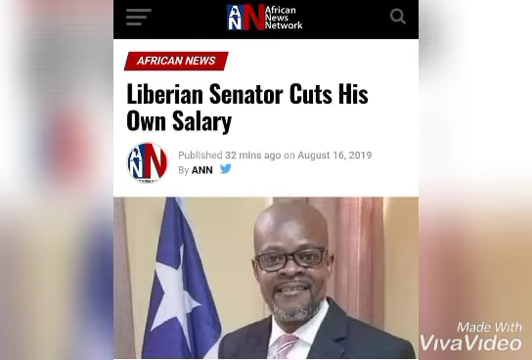 AN African
News
Network
AFRICAN NEWS
Liberian Senator Cuts His
Own Salary
Published 32 mins ago on August 16, 2019
By ANN
Made With
VivaVideo